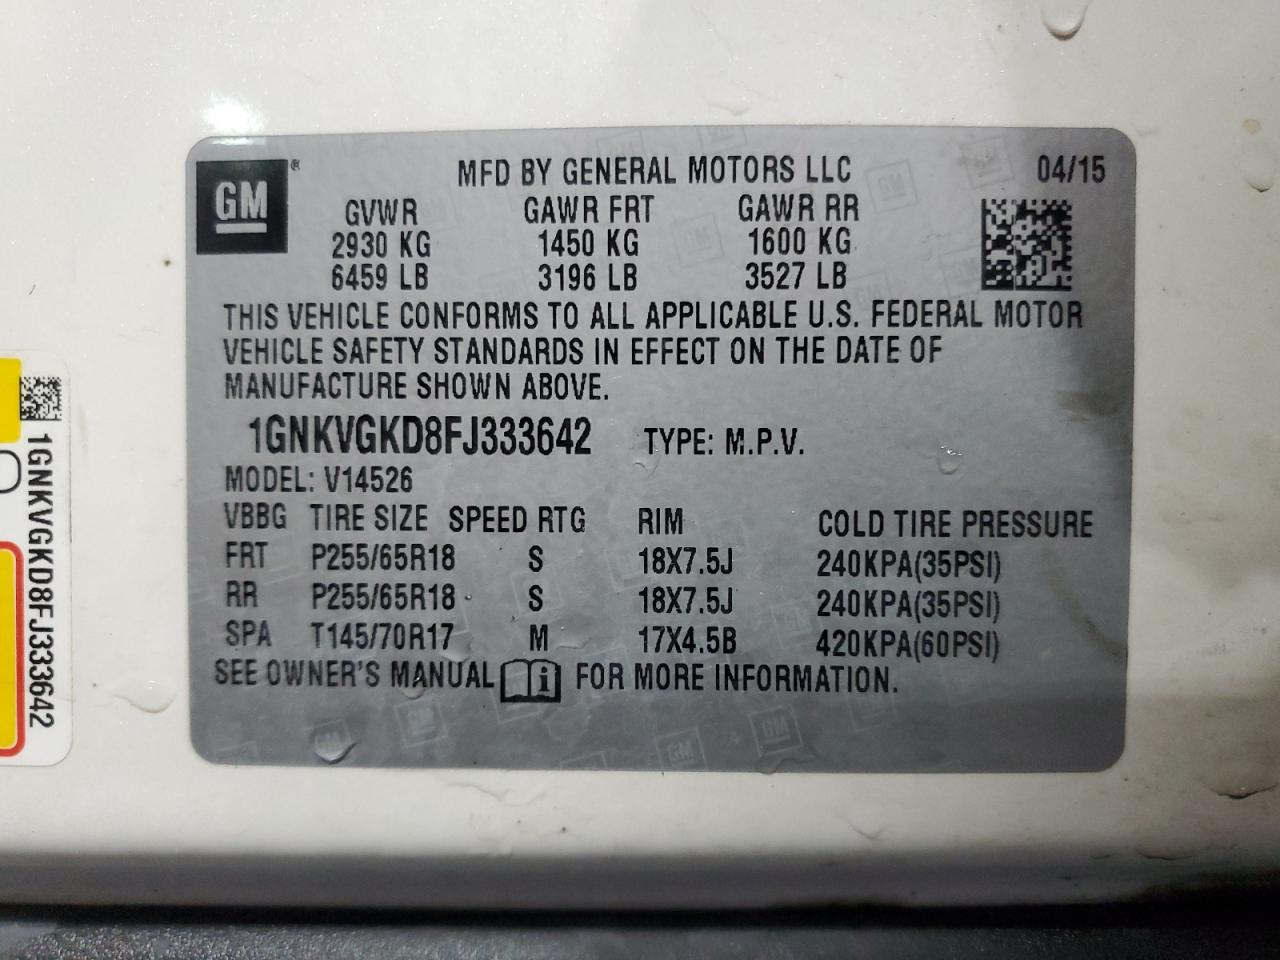 GM ®
MFD BY GENERAL MOTORS LLC 04/15
GVWR GAWR FRT GAWR RR
2930 KG 1450 KG 1600 KG
6459 LB 3196 LB 3527 LB
THIS VEHICLE CONFORMS TO ALL APPLICABLE U.S. FEDERAL MOTOR
VEHICLE SAFETY STANDARDS IN EFFECT ON THE DATE OF
MANUFACTURE SHOWN ABOVE.
1GNKVGKD8FJ333642 TYPE: M.P.V.
MODEL: V14526
VBBG TIRE SIZE SPEED RTG RIM COLD TIRE PRESSURE
FRT P255/65R18 S 18X7.5J 240KPA(35PSI)
RR P255/65R18 S 18X7.5J 240KPA(35PSI)
SPA T145/70R17 M 17X4.5B 420KPA(60PSI)
SEE OWNER'S MANUAL i FOR MORE INFORMATION.
1GNKVGKD8FJ333642